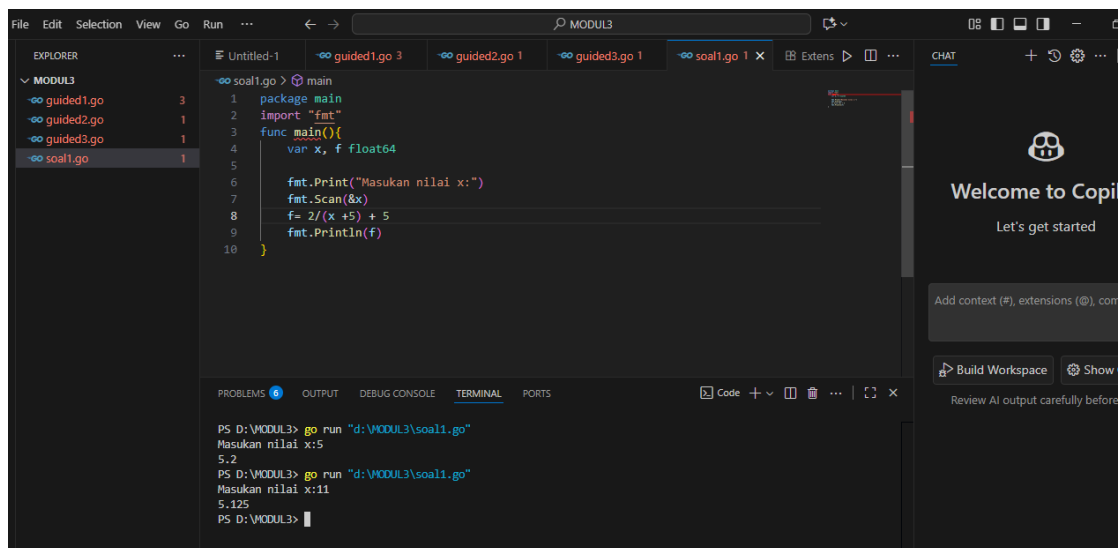 File Edit Selection View Go Run ··· ← → MODUL3
EXPLORER ···
MODUL3
guided1.go 3
guided2.go 1
guided3.go 1
soal1.go 1
Untitled-1 guided1.go 3 guided2.go 1 guided3.go 1 soal1.go 1 × Extens ···
soal1.go > main
1 package main
2 import "fmt"
3 func main(){
4 var x, f float64
5
6 fmt.Print("Masukan nilai x:")
7 fmt.Scan(&x)
8 f= 2/(x +5) + 5
9 fmt.Println(f)
10 }
PROBLEMS 6 OUTPUT DEBUG CONSOLE TERMINAL PORTS Code
PS D:\MODUL3> go run "d:\MODUL3\soal1.go"
Masukan nilai x:5
5.2
PS D:\MODUL3> go run "d:\MODUL3\soal1.go"
Masukan nilai x:11
5.125
PS D:\MODUL3>
CHAT
Welcome to Copi
Let's get started
Add context (#), extensions (@), com
Build Workspace Show
Review AI output carefully before